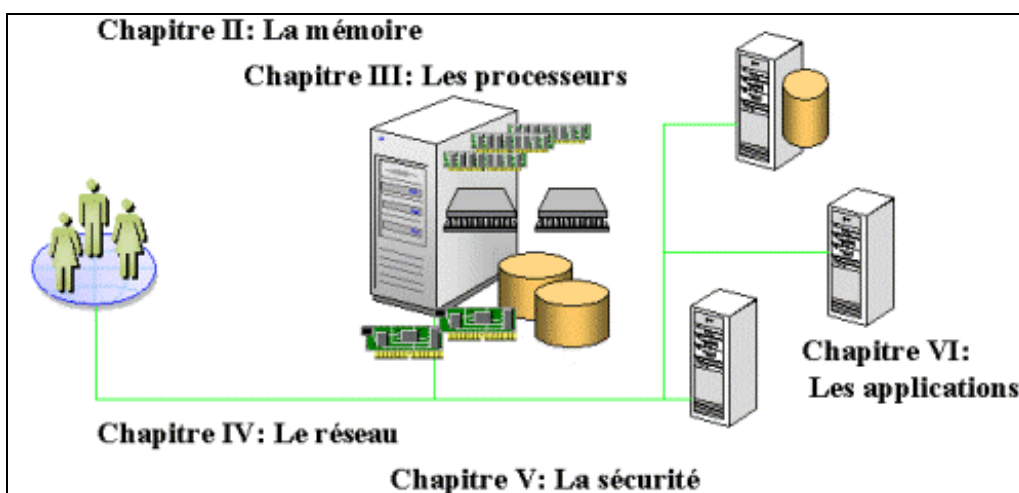 Chapitre II: La mémoire
Chapitre III: Les processeurs
Chapitre VI:
Les applications
Chapitre IV: Le réseau
Chapitre V: La sécurité